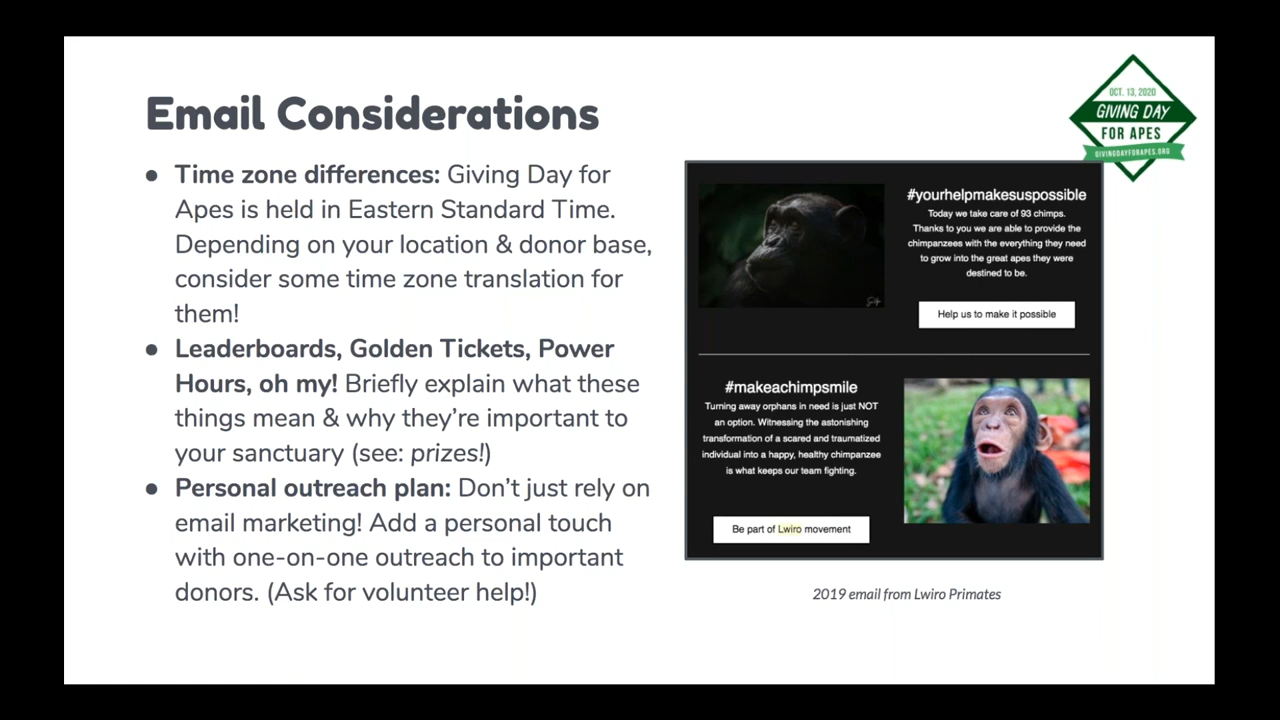 Email Considerations
OCT. 13, 2020
GIVING DAY
FOR APES
GIVINGDAYFORAPES.ORG
● Time zone differences: Giving Day for
Apes is held in Eastern Standard Time.
Depending on your location & donor base,
consider some time zone translation for
them!
● Leaderboards, Golden Tickets, Power
Hours, oh my! Briefly explain what these
things mean & why they're important to
your sanctuary (see: prizes!)
● Personal outreach plan: Don't just rely on
email marketing! Add a personal touch
with one-on-one outreach to important
donors. (Ask for volunteer help!)
#yourhelpmakesuspossible
Today we take care of 93 chimps.
Thanks to you we are able to provide the
chimpanzees with the everything they need
to grow into the great apes they were
destined to be.
Help us to make it possible
#makeachimpsmile
Turning away orphans in need is just NOT
an option. Witnessing the astonishing
transformation of a scared and traumatized
individual into a happy, healthy chimpanzee
is what keeps our team fighting.
Be part of Lwiro movement
2019 email from Lwiro Primates